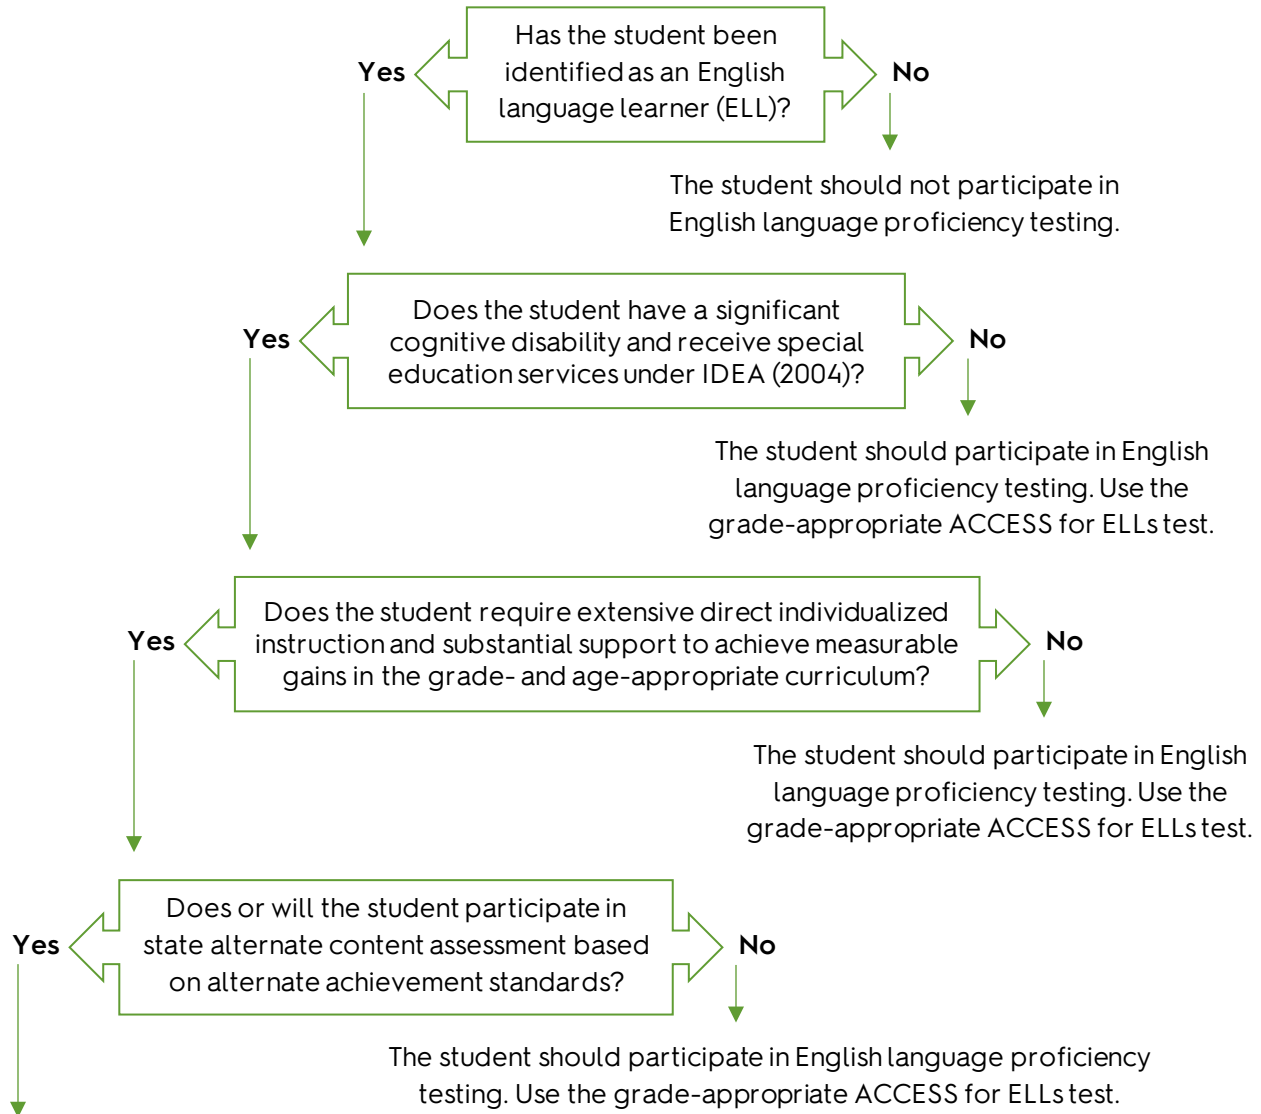 Has the student been
identified as an English
language learner (ELL)?
Yes
No
The student should not participate in
English language proficiency testing.
Does the student have a significant
cognitive disability and receive special
education services under IDEA (2004)?
Yes
No
The student should participate in English
language proficiency testing. Use the
grade-appropriate ACCESS for ELLs test.
Does the student require extensive direct individualized
instruction and substantial support to achieve measurable
gains in the grade- and age-appropriate curriculum?
Yes
No
The student should participate in English
language proficiency testing. Use the
grade-appropriate ACCESS for ELLs test.
Does or will the student participate in
state alternate content assessment based
on alternate achievement standards?
Yes
No
The student should participate in English language proficiency
testing. Use the grade-appropriate ACCESS for ELLs test.